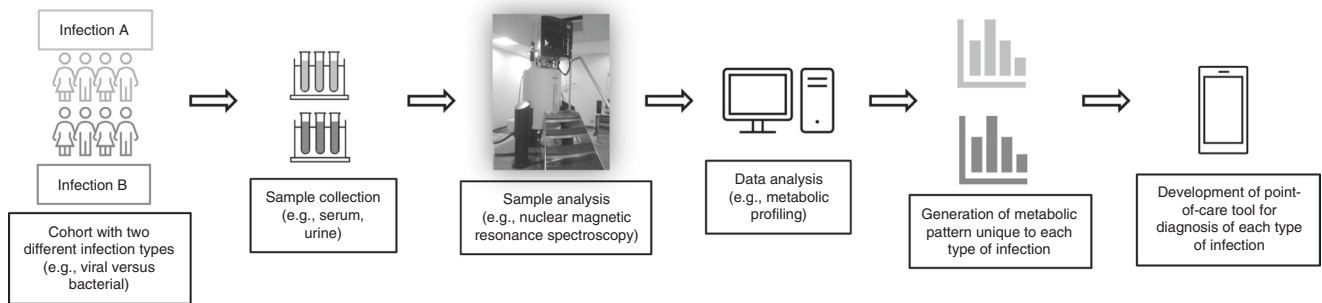 Infection A
Infection B
Cohort with two
different infection types
(e.g., viral versus
bacterial)
Sample collection
(e.g., serum,
urine)
Sample analysis
(e.g., nuclear magnetic
resonance spectroscopy)
Data analysis
(e.g., metabolic
profiling)
Generation of metabolic
pattern unique to each
type of infection
Development of point-
of-care tool for
diagnosis of each type
of infection